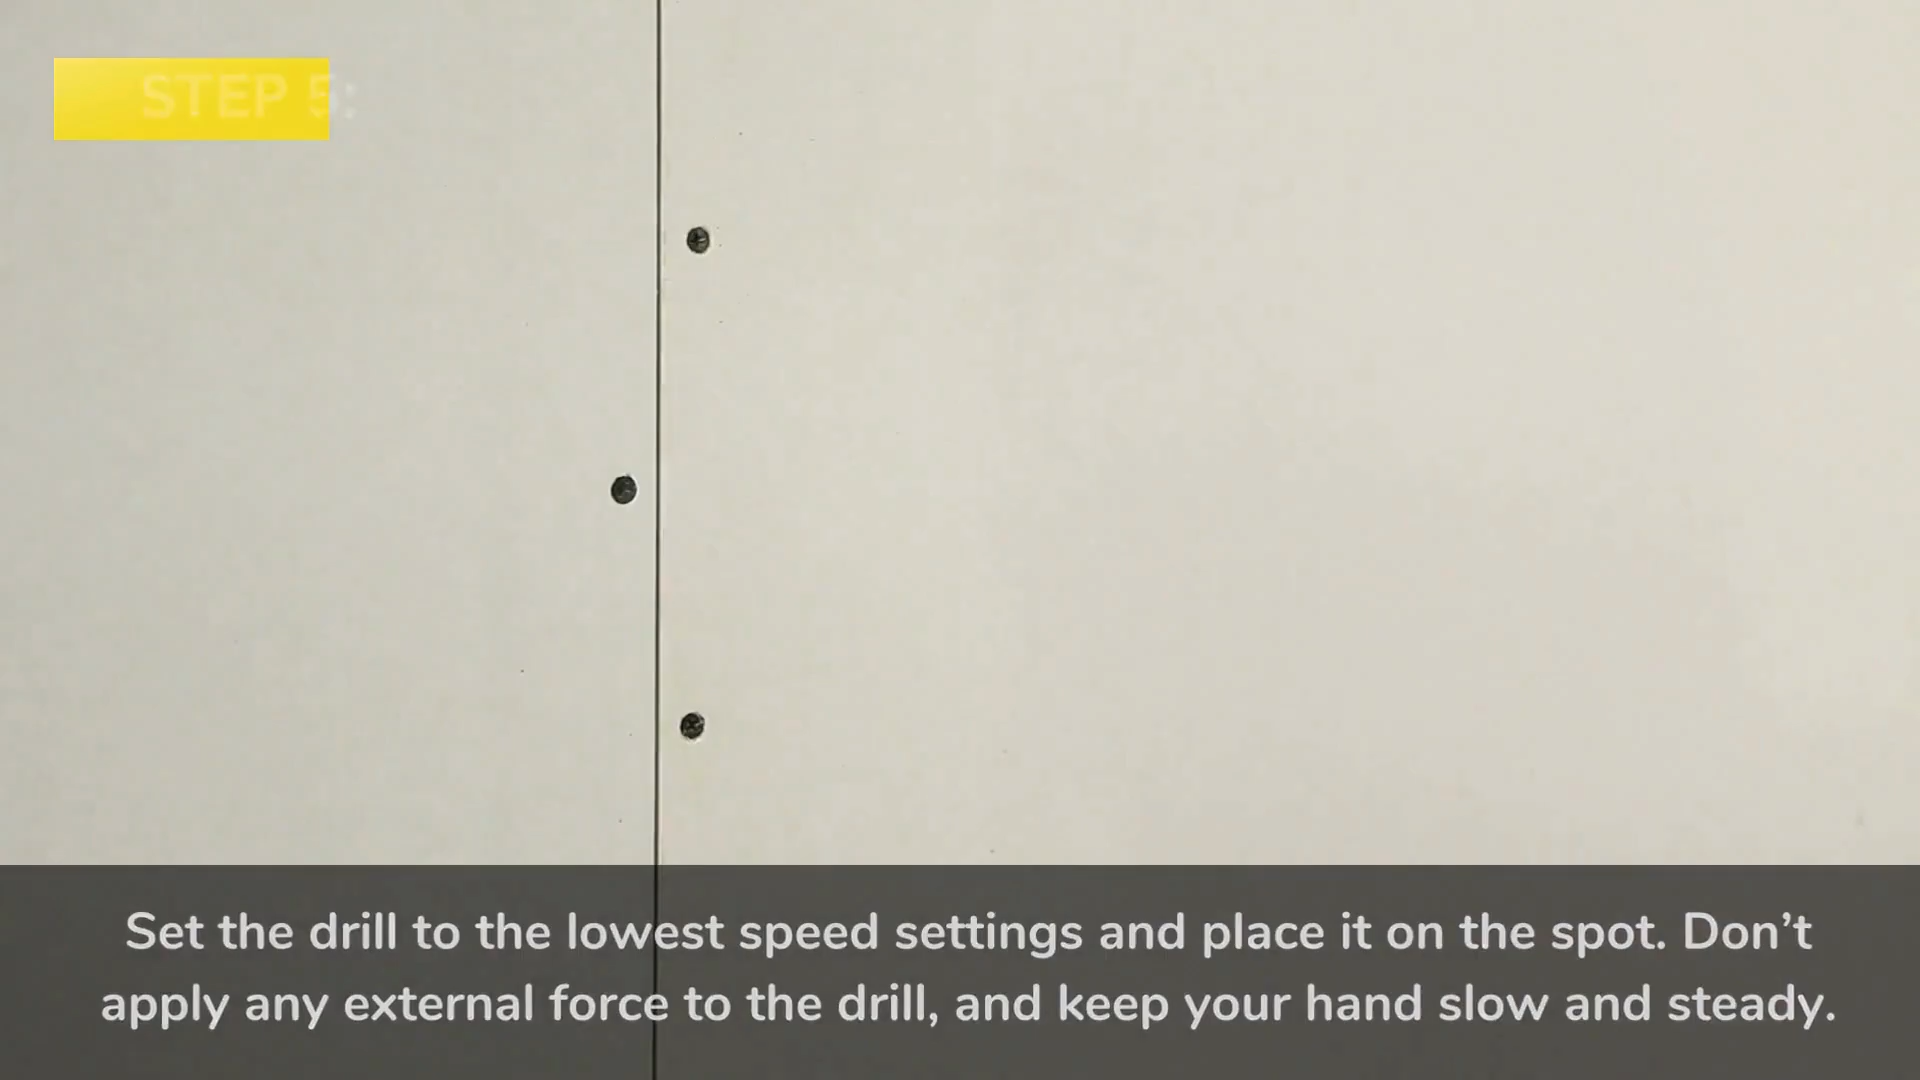 STEP 5:
Set the drill to the lowest speed settings and place it on the spot. Don’t
apply any external force to the drill, and keep your hand slow and steady.